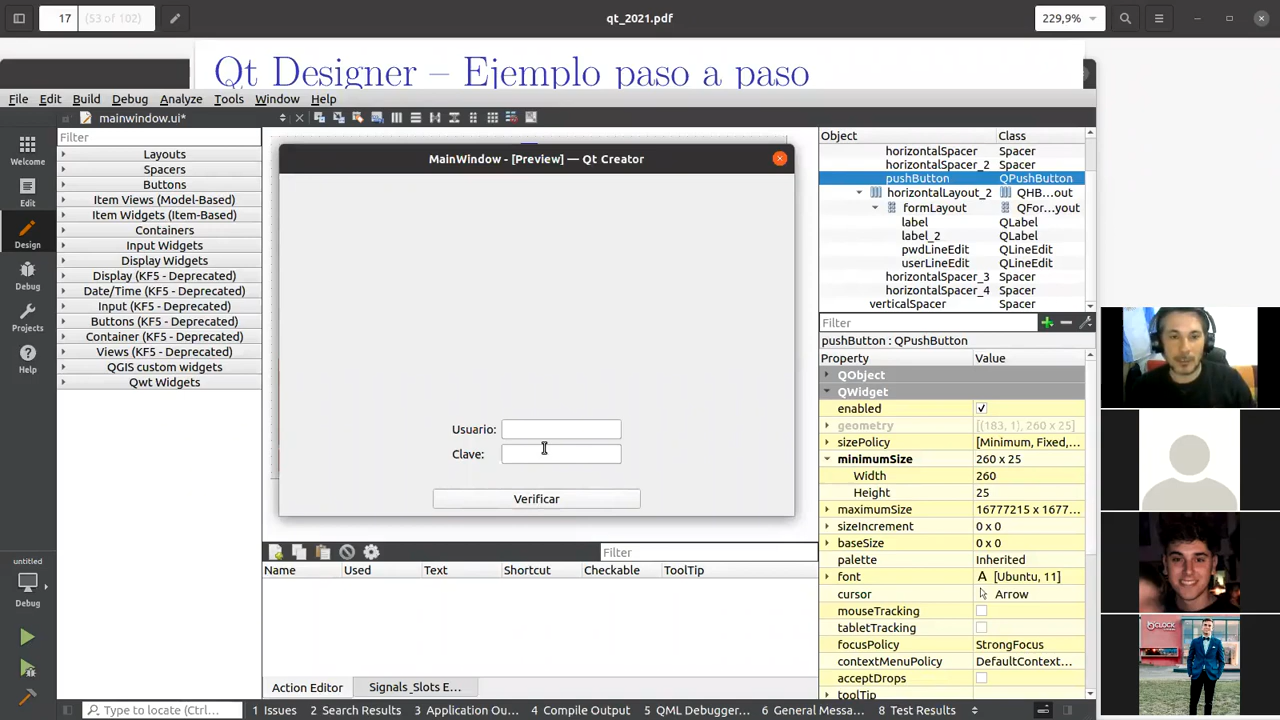 17
(53 of 102)
qt_2021.pdf
229,9%
Qt Designer – Ejemplo paso a paso
File Edit Build Debug Analyze Tools Window Help
mainwindow.ui*
Filter
Layouts
Spacers
Buttons
Item Views (Model-Based)
Item Widgets (Item-Based)
Containers
Input Widgets
Display Widgets
Display (KF5 - Deprecated)
Date/Time (KF5 - Deprecated)
Input (KF5 - Deprecated)
Buttons (KF5 - Deprecated)
Container (KF5 - Deprecated)
Views (KF5 - Deprecated)
QGIS custom widgets
Qwt Widgets
Welcome
Edit
Design
Debug
Projects
Help
untitled
Debug
MainWindow - [Preview] — Qt Creator
Usuario:
Clave:
Verificar
Filter
Name Used Text Shortcut Checkable ToolTip
Action Editor
Signals_Slots E...
Object Class
horizontalSpacer Spacer
horizontalSpacer_2 Spacer
pushButton QPushButton
horizontalLayout_2 QHB...out
formLayout QFor...yout
label QLabel
label_2 QLabel
pwdLineEdit QLineEdit
userLineEdit QLineEdit
horizontalSpacer_3 Spacer
horizontalSpacer_4 Spacer
verticalSpacer Spacer
Filter
pushButton : QPushButton
Property Value
QObject
QWidget
enabled
geometry [(183, 1), 260 x 25]
sizePolicy [Minimum, Fixed,...
minimumSize 260 x 25
Width 260
Height 25
maximumSize 16777215 x 1677...
sizeIncrement 0 x 0
baseSize 0 x 0
palette Inherited
font A [Ubuntu, 11]
cursor Arrow
mouseTracking
tabletTracking
focusPolicy StrongFocus
contextMenuPolicy DefaultContext...
acceptDrops
toolTip
Type to locate (Ctrl...
1 Issues
2 Search Results
3 Application Ou...
4 Compile Output
5 QML Debugger...
6 General Messa...
8 Test Results
CLOCK